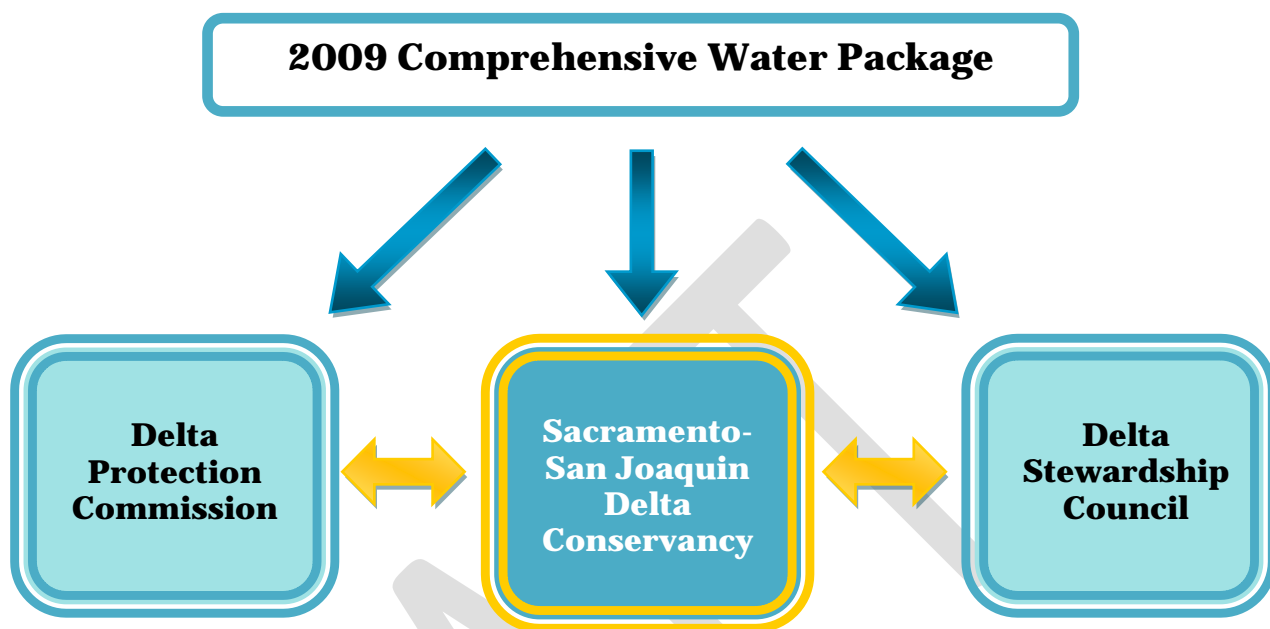 2009 Comprehensive Water Package
Delta
Protection
Commission
Sacramento-
San Joaquin
Delta
Conservancy
Delta
Stewardship
Council